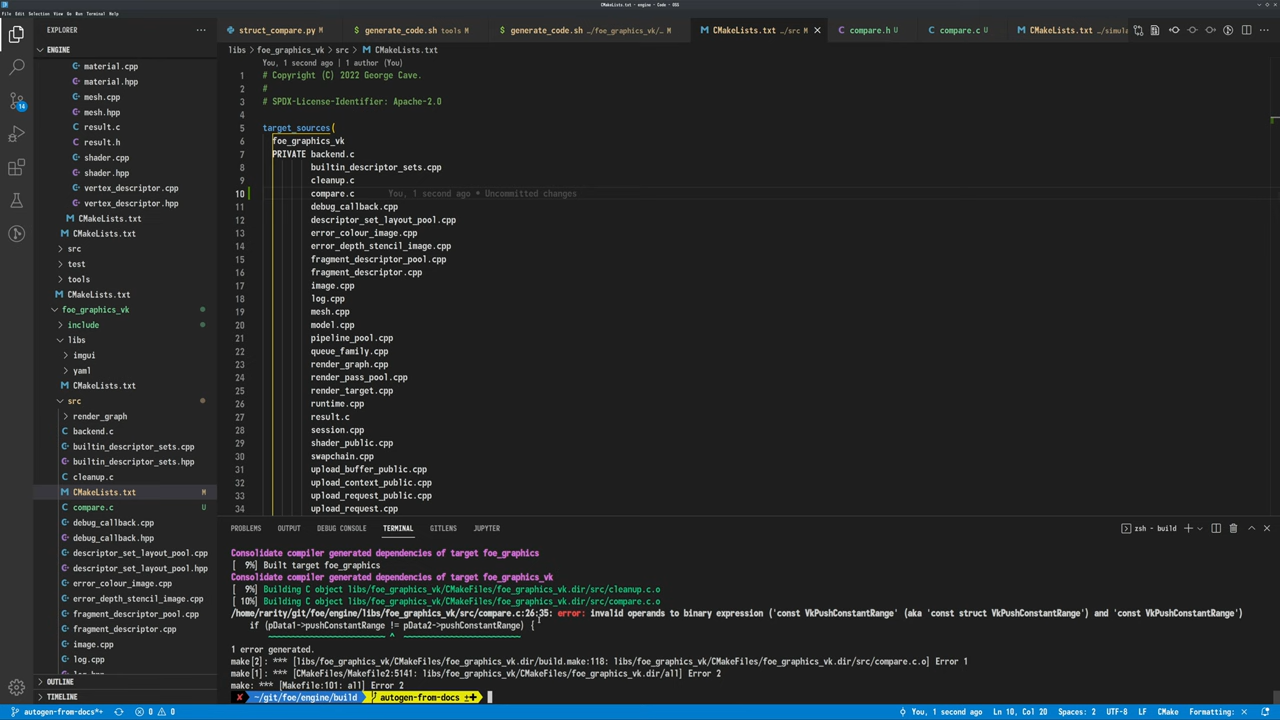 CMakeLists.txt - engine - Code - OSS
File Edit Selection View Go Run Terminal Help
EXPLORER
ENGINE
material.cpp
material.hpp
mesh.cpp
mesh.hpp
result.c
result.h
shader.cpp
shader.hpp
vertex_descriptor.cpp
vertex_descriptor.hpp
CMakeLists.txt
CMakeLists.txt
src
test
tools
CMakeLists.txt
foe_graphics_vk
include
libs
imgui
yaml
CMakeLists.txt
src
render_graph
backend.c
builtin_descriptor_sets.cpp
builtin_descriptor_sets.hpp
cleanup.c
CMakeLists.txt M
compare.c U
debug_callback.cpp
debug_callback.hpp
descriptor_set_layout_pool.cpp
descriptor_set_layout_pool.hpp
error_colour_image.cpp
error_depth_stencil_image.cpp
fragment_descriptor_pool.cpp
fragment_descriptor.cpp
image.cpp
log.cpp
OUTLINE
TIMELINE
14
struct_compare.py M
generate_code.sh tools M
generate_code.sh .../foe_graphics_vk/... M
CMakeLists.txt .../src M
compare.h U
compare.c U
CMakeLists.txt .../simula
libs > foe_graphics_vk > src > CMakeLists.txt
You, 1 second ago | 1 author (You)
1 # Copyright (C) 2022 George Cave.
2 #
3 # SPDX-License-Identifier: Apache-2.0
4
5 target_sources(
6 foe_graphics_vk
7 PRIVATE backend.c
8 builtin_descriptor_sets.cpp
9 cleanup.c
10 compare.c You, 1 second ago • Uncommitted changes
11 debug_callback.cpp
12 descriptor_set_layout_pool.cpp
13 error_colour_image.cpp
14 error_depth_stencil_image.cpp
15 fragment_descriptor_pool.cpp
16 fragment_descriptor.cpp
17 image.cpp
18 log.cpp
19 mesh.cpp
20 model.cpp
21 pipeline_pool.cpp
22 queue_family.cpp
23 render_graph.cpp
24 render_pass_pool.cpp
25 render_target.cpp
26 runtime.cpp
27 result.c
28 session.cpp
29 shader_public.cpp
30 swapchain.cpp
31 upload_buffer_public.cpp
32 upload_context_public.cpp
33 upload_request_public.cpp
34 upload_request.cpp
PROBLEMS OUTPUT DEBUG CONSOLE TERMINAL GITLENS JUPYTER
zsh - build
Consolidate compiler generated dependencies of target foe_graphics
[ 9%] Built target foe_graphics
Consolidate compiler generated dependencies of target foe_graphics_vk
[ 9%] Building C object libs/foe_graphics_vk/CMakeFiles/foe_graphics_vk.dir/src/cleanup.c.o
[ 10%] Building C object libs/foe_graphics_vk/CMakeFiles/foe_graphics_vk.dir/src/compare.c.o
/home/rarity/git/foe/engine/libs/foe_graphics_vk/src/compare.c:26:35: error: invalid operands to binary expression ('const VkPushConstantRange' (aka 'const struct VkPushConstantRange') and 'const VkPushConstantRange')
if (pData1->pushConstantRange != pData2->pushConstantRange) {
~~~~~~~~~~~~~~~~~~~~~~~~~ ^ ~~~~~~~~~~~~~~~~~~~~~~~~~
1 error generated.
make[2]: *** [libs/foe_graphics_vk/CMakeFiles/foe_graphics_vk.dir/build.make:118: libs/foe_graphics_vk/CMakeFiles/foe_graphics_vk.dir/src/compare.c.o] Error 1
make[1]: *** [CMakeFiles/Makefile2:5141: libs/foe_graphics_vk/CMakeFiles/foe_graphics_vk.dir/all] Error 2
make: *** [Makefile:101: all] Error 2
✘ ~/git/foe/engine/build autogen-from-docs ±✚
autogen-from-docs*+ 0 0 You, 1 second ago Ln 10, Col 20 Spaces: 2 UTF-8 LF CMake Formatting: ✕